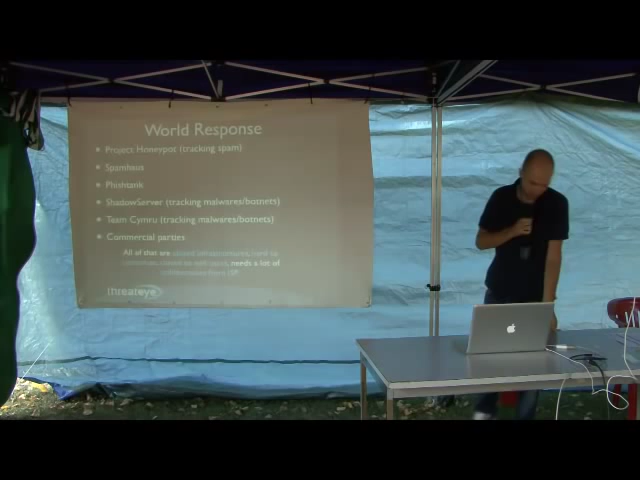 World Response
• Project Honeypot (tracking spam)
• Spamhaus
• Phishtank
• ShadowServer (tracking malwares/botnets)
• Team Cymru (tracking malwares/botnets)
• Commercial parties
All of that are
needs a lot of
threateye